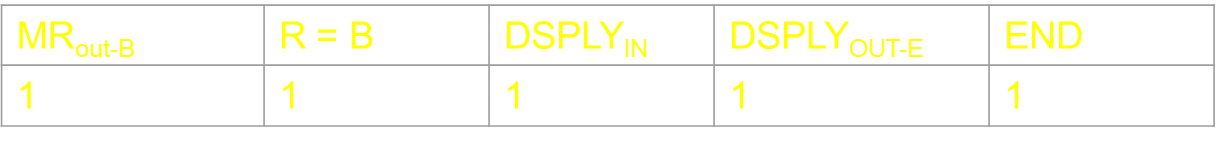 MRout-B R = B DSPLYIN DSPLYOUT-E END
1 1 1 1 1